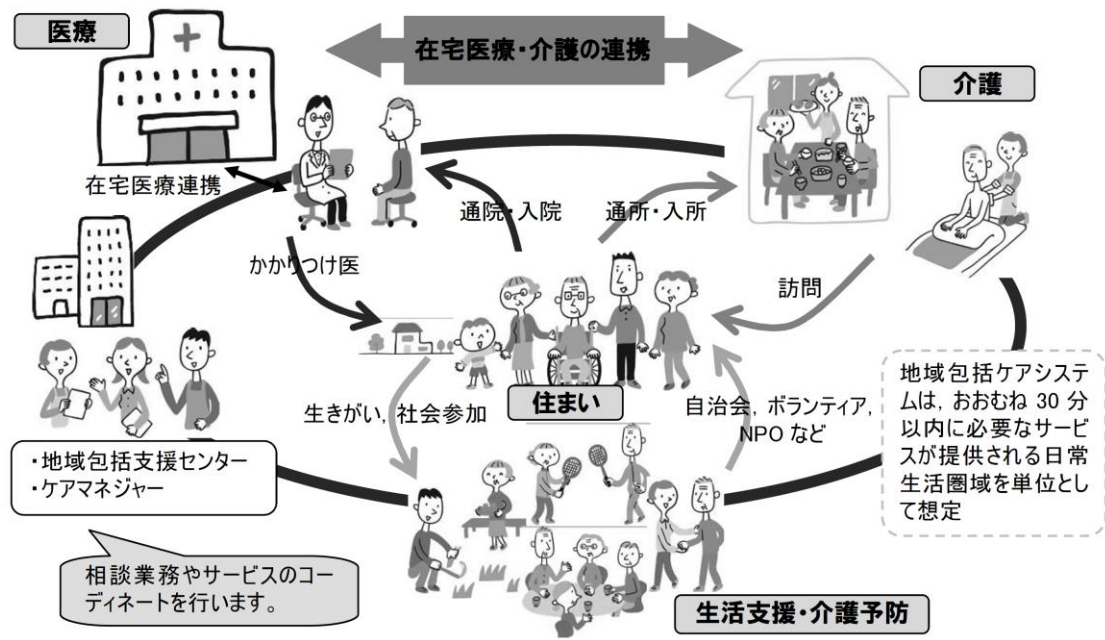 医療
在宅医療・介護の連携
介護
在宅医療連携
通院・入院
通所・入所
かかりつけ医
訪問
住まい
生きがい, 社会参加
自治会, ボランティア,
NPO など
地域包括ケアシステ
ムは, おおむね 30 分
以内に必要なサービ
スが提供される日常
生活圏域を単位とし
て想定
・地域包括支援センター
・ケアマネジャー
相談業務やサービスのコー
ディネートを行います。
生活支援・介護予防